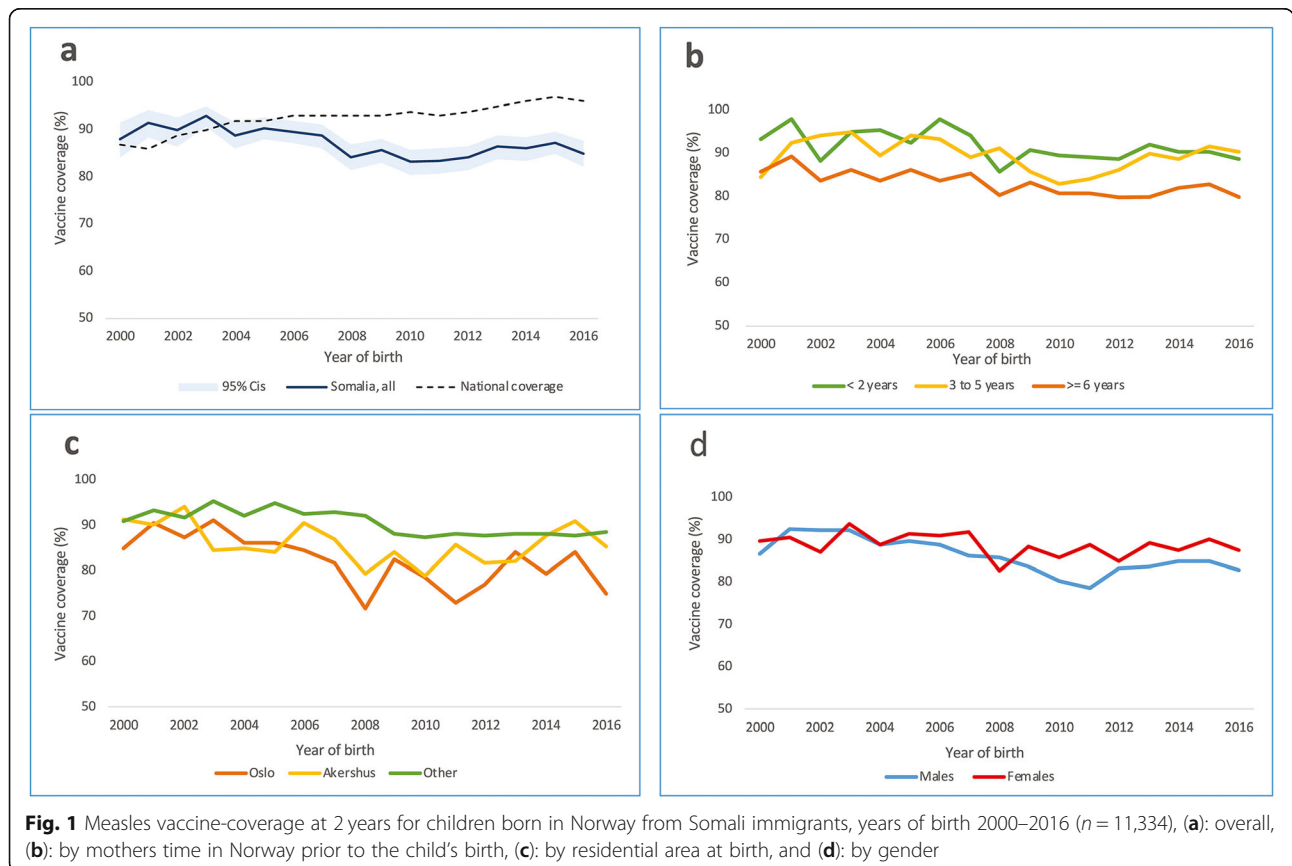 a
Vaccine coverage (%)
100
90
80
70
60
50
2000 2002 2004 2006 2008 2010 2012 2014 2016
Year of birth
95% Cis Somalia, all National coverage
b
Vaccine coverage (%)
100
90
80
70
60
50
2000 2002 2004 2006 2008 2010 2012 2014 2016
Year of birth
< 2 years 3 to 5 years >= 6 years
c
Vaccine coverage (%)
100
90
80
70
60
50
2000 2002 2004 2006 2008 2010 2012 2014 2016
Year of birth
Oslo Akershus Other
d
Vaccine coverage (%)
100
90
80
70
60
50
2000 2002 2004 2006 2008 2010 2012 2014 2016
Year of birth
Males Females
Fig. 1 Measles vaccine-coverage at 2 years for children born in Norway from Somali immigrants, years of birth 2000–2016 (n = 11,334), (a): overall,
(b): by mothers time in Norway prior to the child's birth, (c): by residential area at birth, and (d): by gender